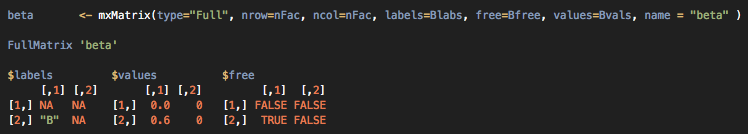 beta       <- mxMatrix(type="Full", nrow=nFac, ncol=nFac, labels=Blabs, free=Bfree, values=Bvals, name = "beta" )
FullMatrix 'beta'
$labels          $values          $free
     [,1] [,2]        [,1] [,2]         [,1]  [,2]
[1,] NA   NA     [1,]  0.0    0    [1,] FALSE FALSE
[2,] "B"  NA     [2,]  0.6    0    [2,]  TRUE FALSE